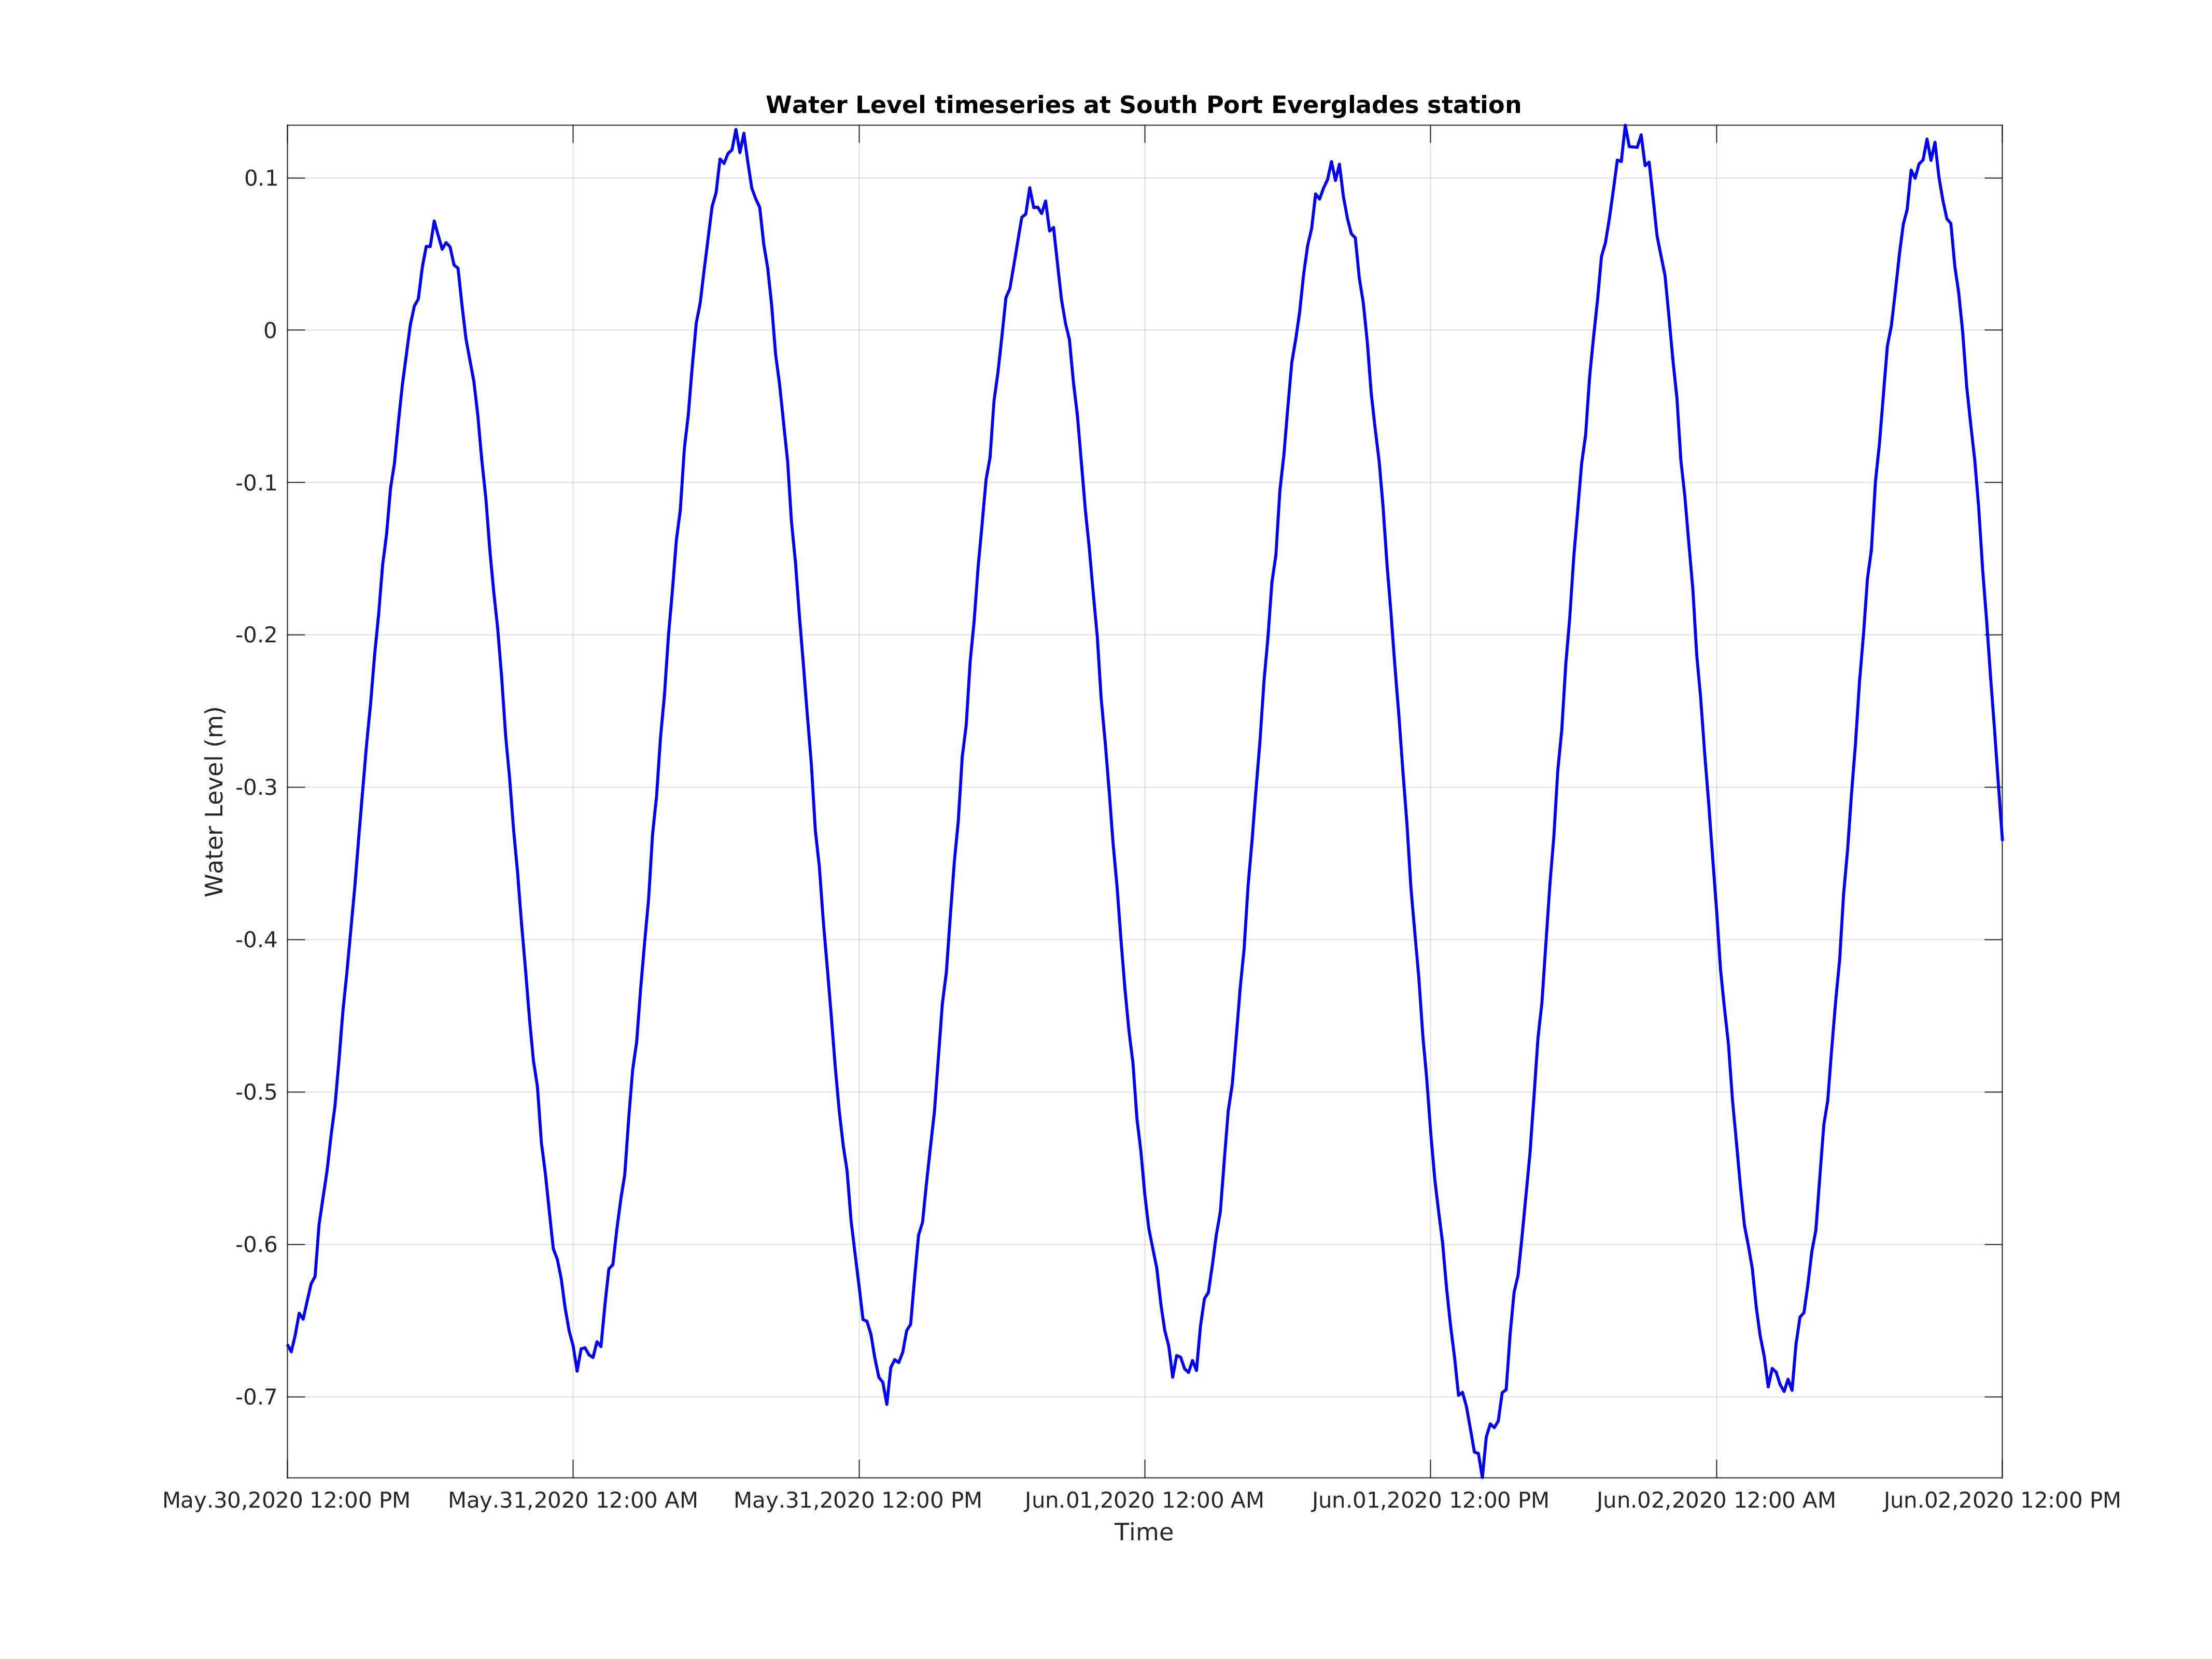 Water Level timeseries at South Port Everglades station
0.1
0
-0.1
-0.2
-0.3
-0.4
-0.5
-0.6
-0.7
Water Level (m)
May.30,2020 12:00 PM May.31,2020 12:00 AM May.31,2020 12:00 PM Jun.01,2020 12:00 AM Jun.01,2020 12:00 PM Jun.02,2020 12:00 AM Jun.02,2020 12:00 PM
Time